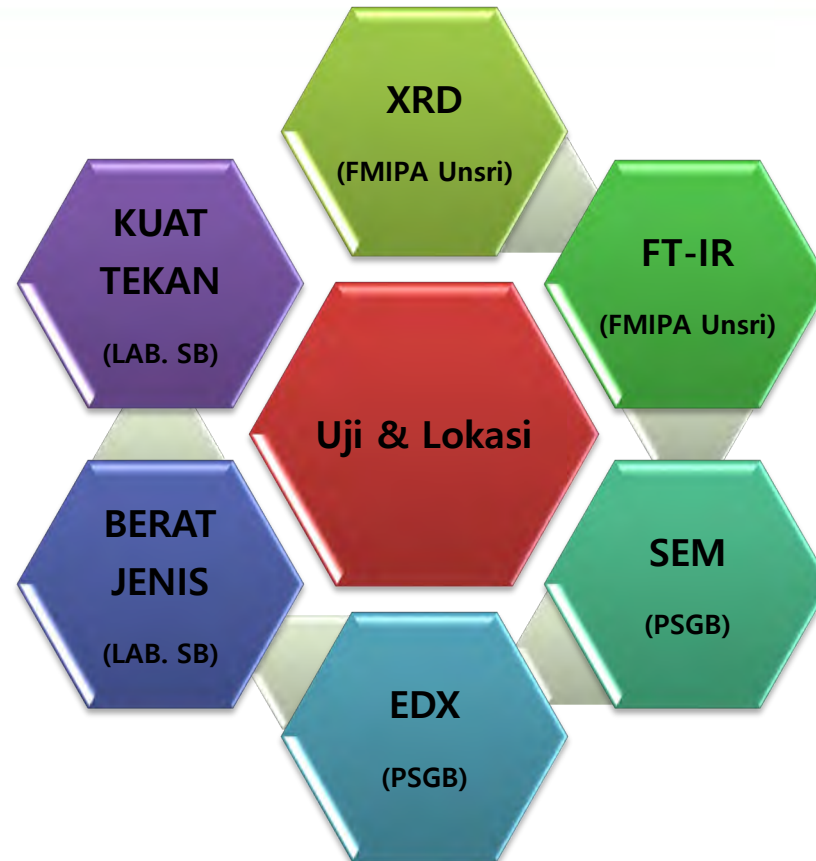 XRD
(FMIPA Unsri)
FT-IR
(FMIPA Unsri)
SEM
(PSGB)
EDX
(PSGB)
BERAT
JENIS
(LAB. SB)
KUAT
TEKAN
(LAB. SB)
Uji & Lokasi